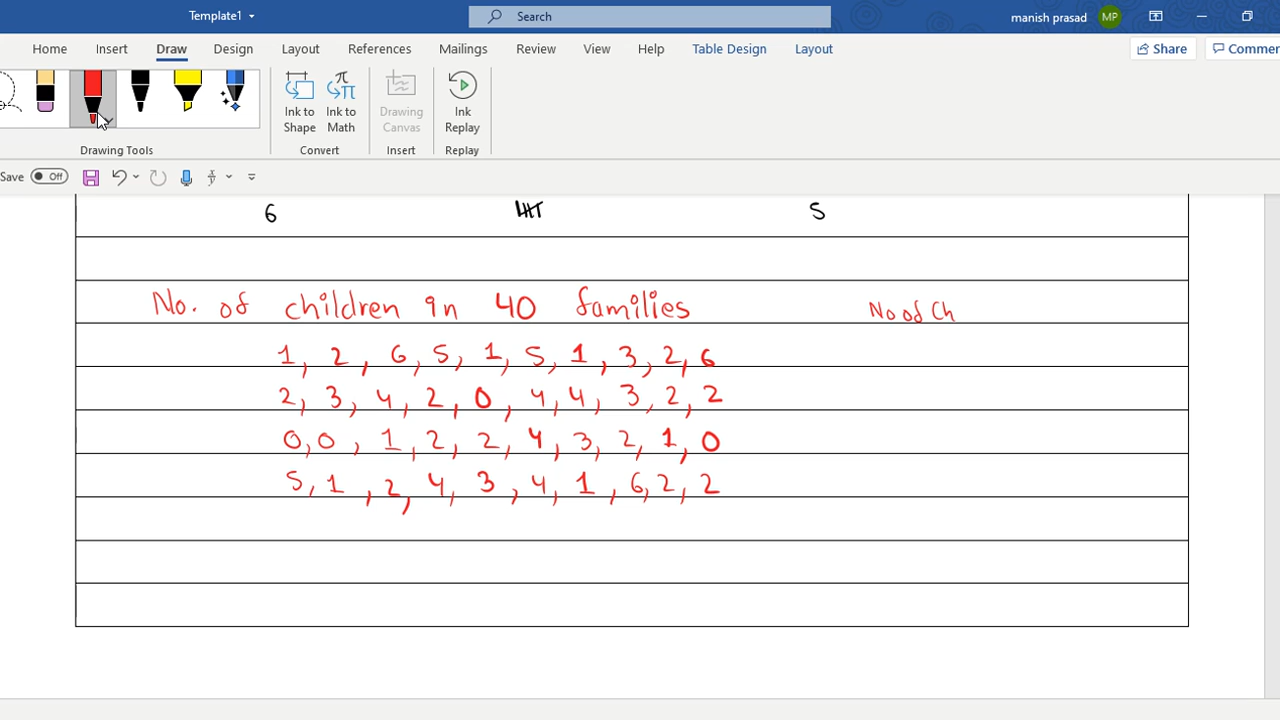 Template1
Search
manish prasad
MP
Home Insert Draw Design Layout References Mailings Review View Help Table Design Layout Share Commer
Ink to Shape
Ink to Math
Drawing Canvas
Ink Replay
Drawing Tools Convert Insert Replay
Save Off
6 5
No. of children in 40 families No of Ch
1, 2, 6, 5, 1, 5, 1, 3, 2, 6
2, 3, 4, 2, 0, 4, 4, 3, 2, 2
0, 0, 1, 2, 2, 4, 3, 2, 1, 0
5, 1, 2, 4, 3, 4, 1, 6, 2, 2